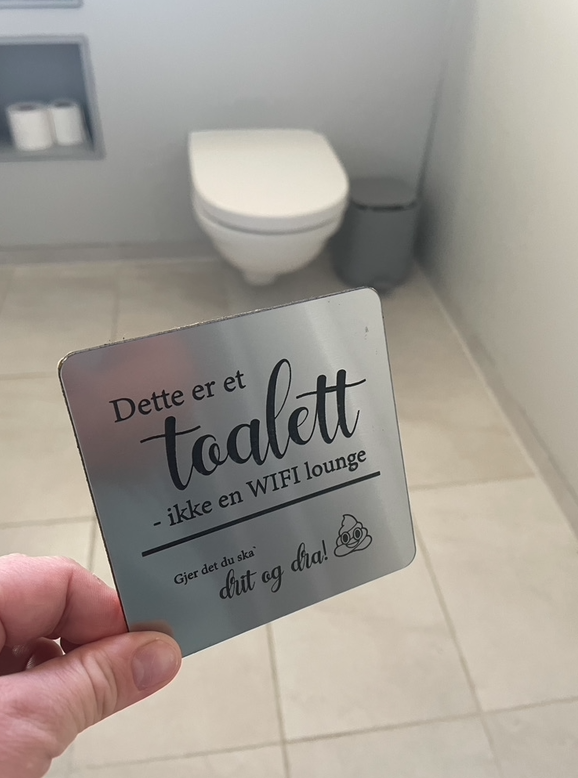 Dette er et
toalett
- ikke en WIFI lounge
Gjer det du ska`
drit og dra!